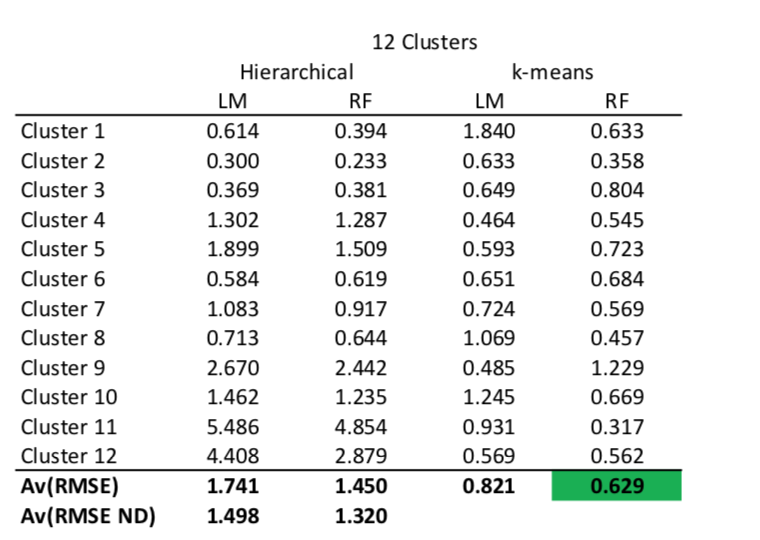 12 Clusters
Hierarchical k-means
LM RF LM RF
Cluster 1 0.614 0.394 1.840 0.633
Cluster 2 0.300 0.233 0.633 0.358
Cluster 3 0.369 0.381 0.649 0.804
Cluster 4 1.302 1.287 0.464 0.545
Cluster 5 1.899 1.509 0.593 0.723
Cluster 6 0.584 0.619 0.651 0.684
Cluster 7 1.083 0.917 0.724 0.569
Cluster 8 0.713 0.644 1.069 0.457
Cluster 9 2.670 2.442 0.485 1.229
Cluster 10 1.462 1.235 1.245 0.669
Cluster 11 5.486 4.854 0.931 0.317
Cluster 12 4.408 2.879 0.569 0.562
Av(RMSE) 1.741 1.450 0.821 0.629
Av(RMSE ND) 1.498 1.320